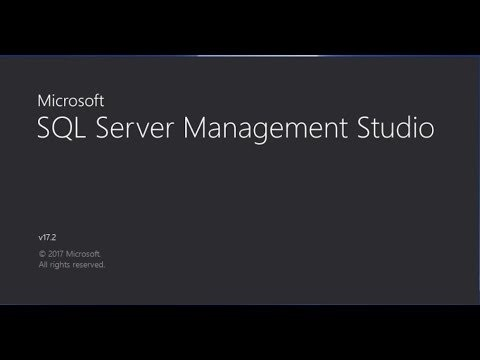 Microsoft
SQL Server Management Studio
v17.2
© 2017 Microsoft.
All rights reserved.